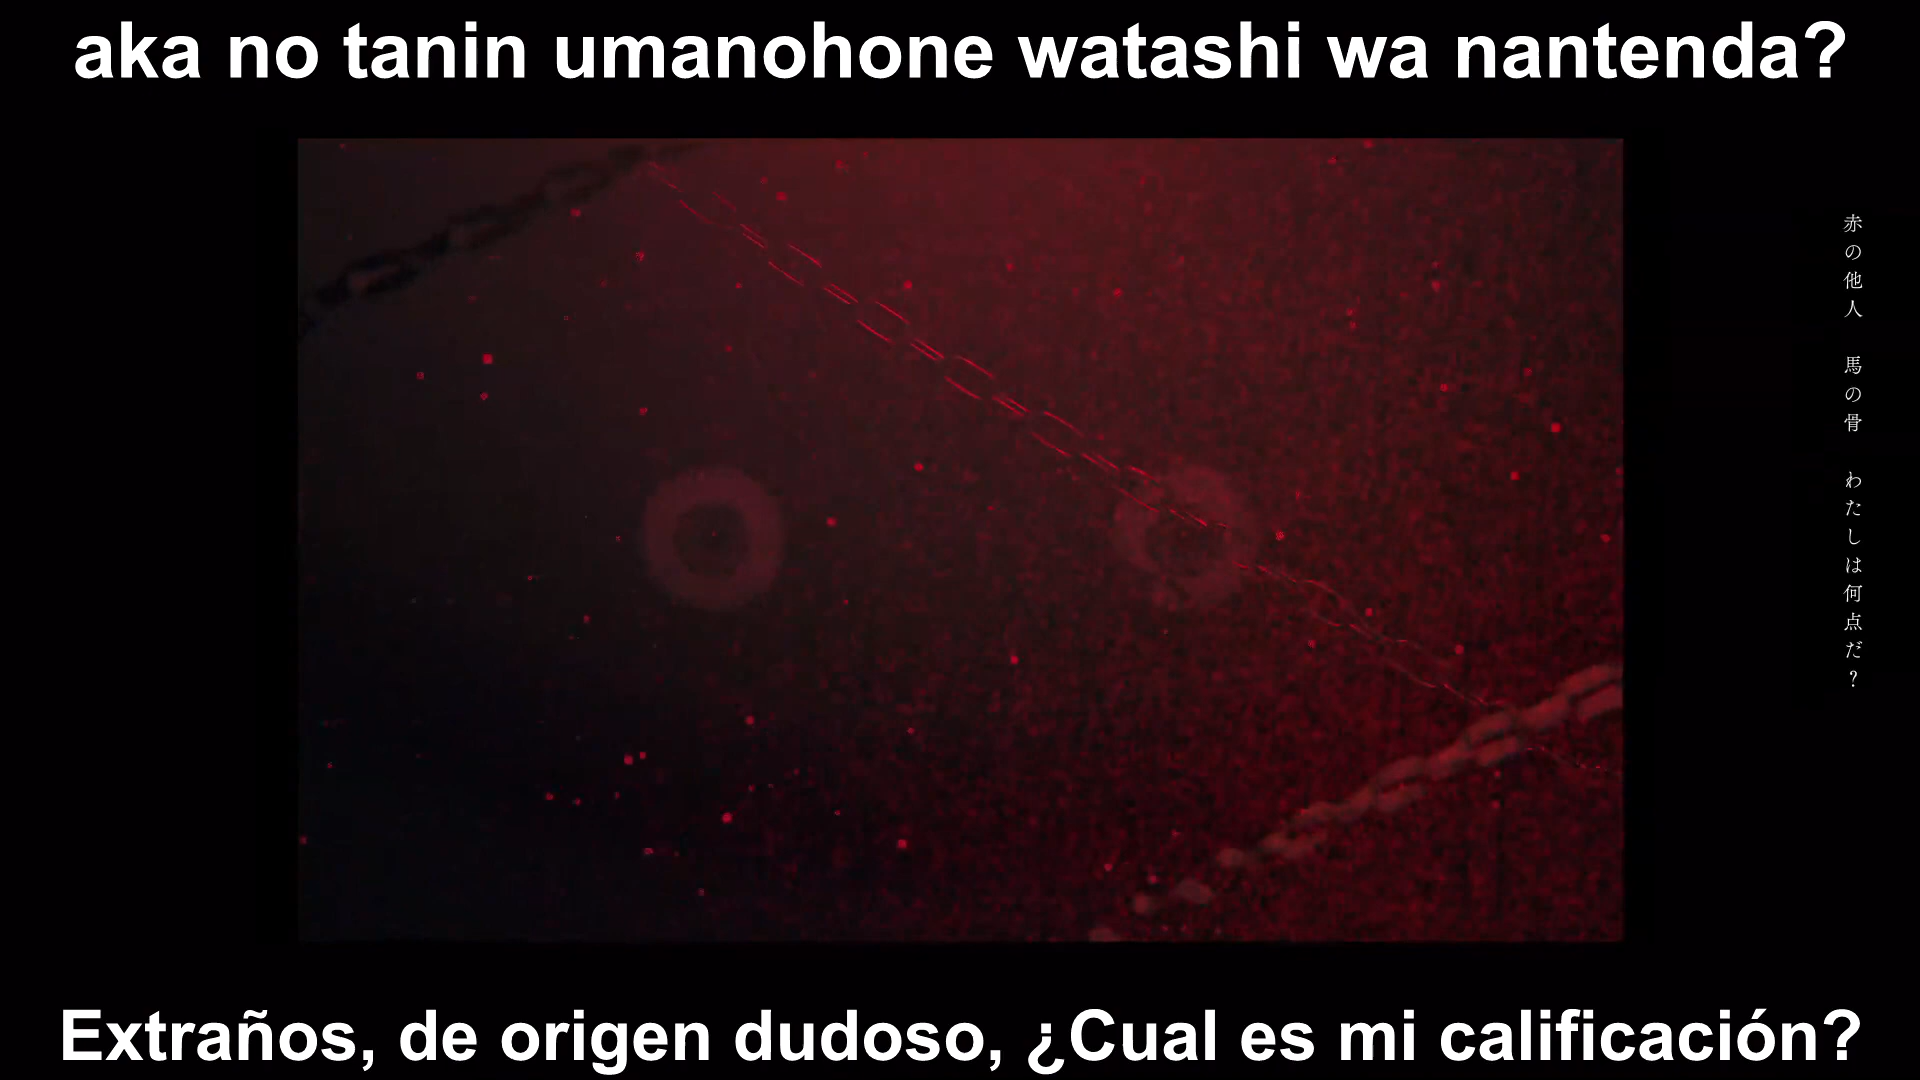 aka no tanin umanohone watashi wa nantenda?
赤の他人　馬の骨　わたしは何点だ？
Extraños, de origen dudoso, ¿Cual es mi calificación?